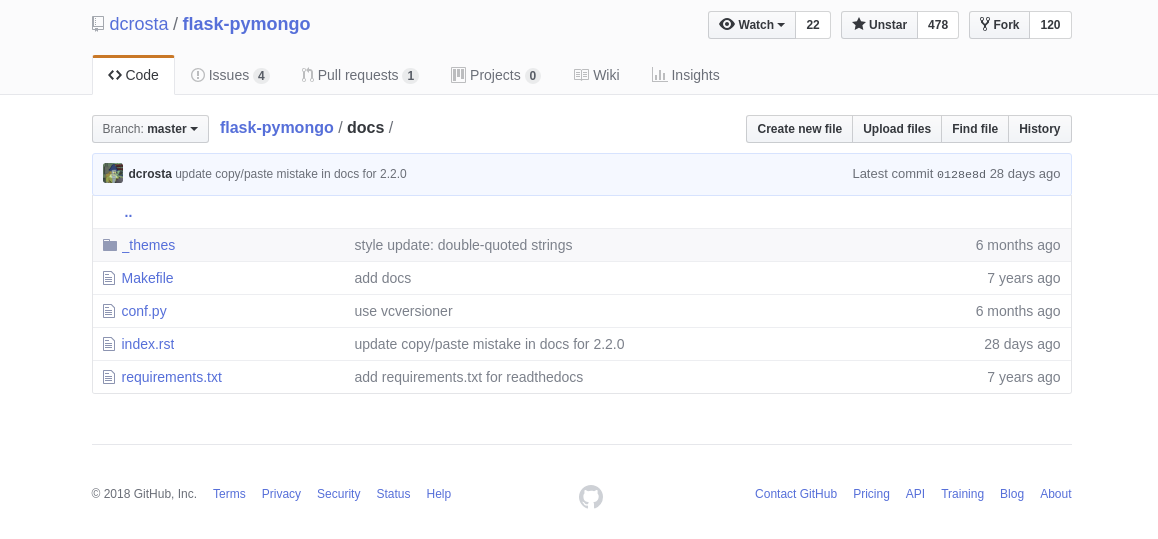 dcrosta / flask-pymongo Watch 22 Unstar 478 Fork 120
Code Issues 4 Pull requests 1 Projects 0 Wiki Insights
Branch: master flask-pymongo / docs / Create new file Upload files Find file History
dcrosta update copy/paste mistake in docs for 2.2.0 Latest commit 0128e8d 28 days ago
..
_themes style update: double-quoted strings 6 months ago
Makefile add docs 7 years ago
conf.py use vcversioner 6 months ago
index.rst update copy/paste mistake in docs for 2.2.0 28 days ago
requirements.txt add requirements.txt for readthedocs 7 years ago
© 2018 GitHub, Inc. Terms Privacy Security Status Help Contact GitHub Pricing API Training Blog About